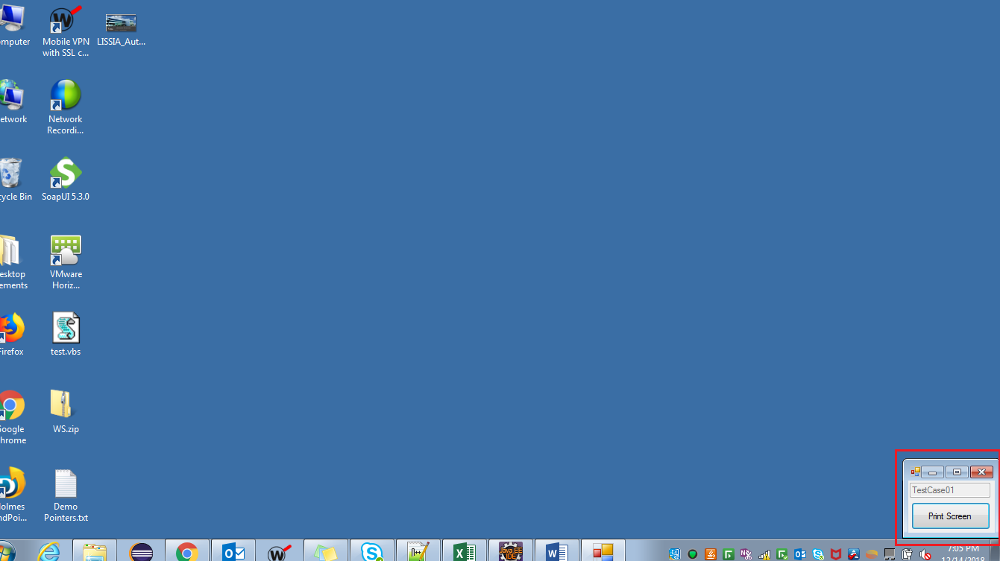 omputer
Mobile VPN
with SSL c...
LISSIA_Aut...
etwork
Network
Recordi...
cycle Bin
SoapUI 5.3.0
esktop
ements
VMware
Horiz...
irefox
test.vbs
Google
hrome
WS.zip
olmes
ndPoi...
Demo
Pointers.txt
TestCase01
Print Screen
Java EE
IDE
7:05 PM
12/14/2018